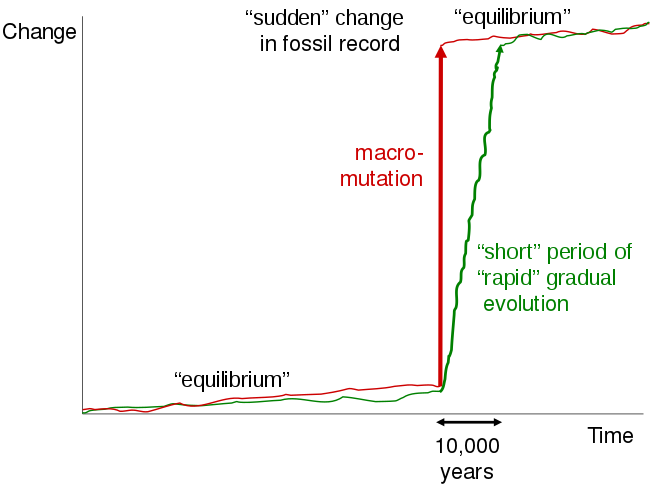 “sudden” change
in fossil record
“equilibrium”
Change
macro-
mutation
“short” period of
“rapid” gradual
evolution
“equilibrium”
Time
10,000
years